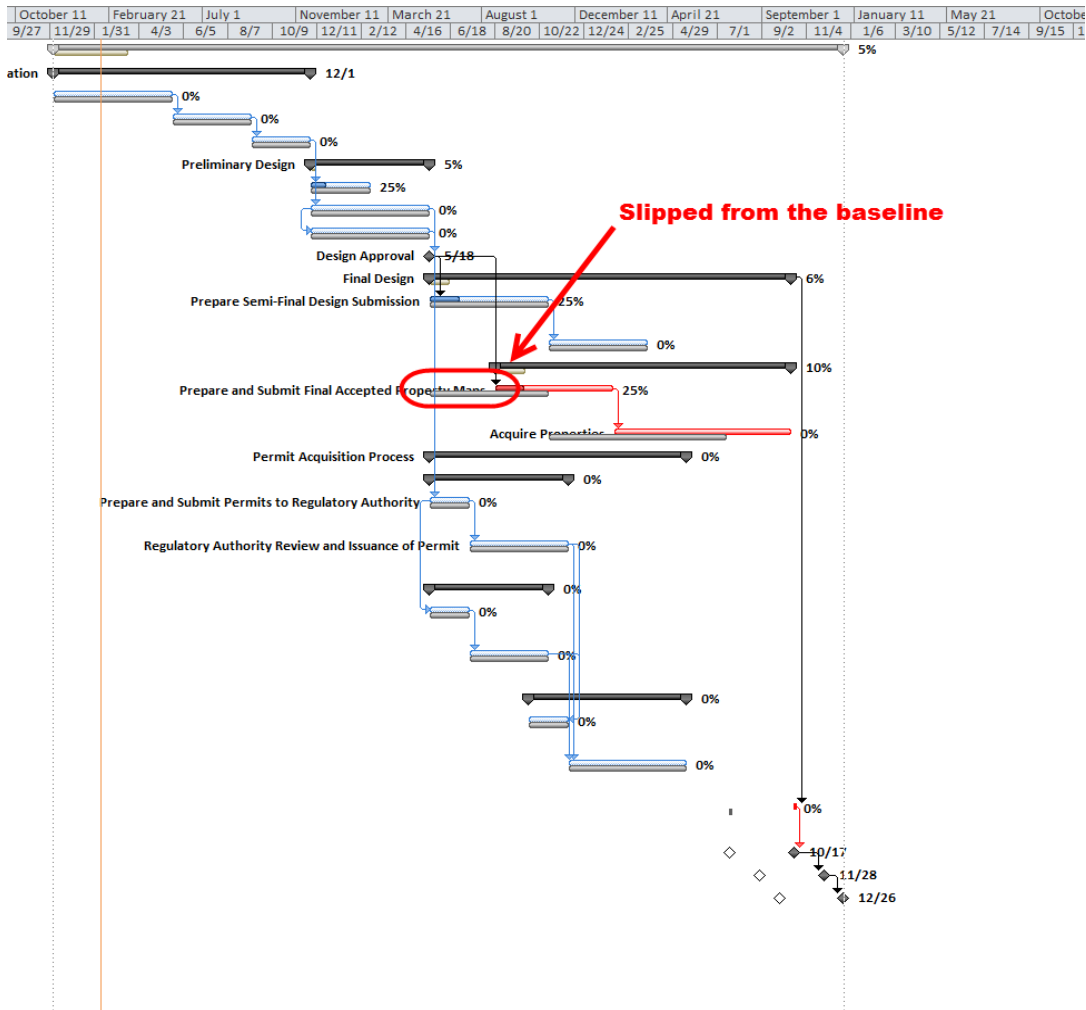 October 11 February 21 July 1 November 11 March 21 August 1 December 11 April 21 September 1 January 11 May 21 Octobe
9/27 11/29 1/31 4/3 6/5 8/7 10/9 12/11 2/12 4/16 6/18 8/20 10/22 12/24 2/25 4/29 7/1 9/2 11/4 1/6 3/10 5/12 7/14 9/15 1
5%
ation 12/1
0%
0%
0%
Preliminary Design 5%
25%
0%
Slipped from the baseline
0%
Design Approval 5/18
Final Design 6%
Prepare Semi-Final Design Submission 25%
0%
10%
Prepare and Submit Final Accepted Property Maps 25%
Acquire Properties 0%
Permit Acquisition Process 0%
0%
Prepare and Submit Permits to Regulatory Authority 0%
Regulatory Authority Review and Issuance of Permit 0%
0%
0%
0%
0%
0%
0%
0%
10/17
11/28
12/26